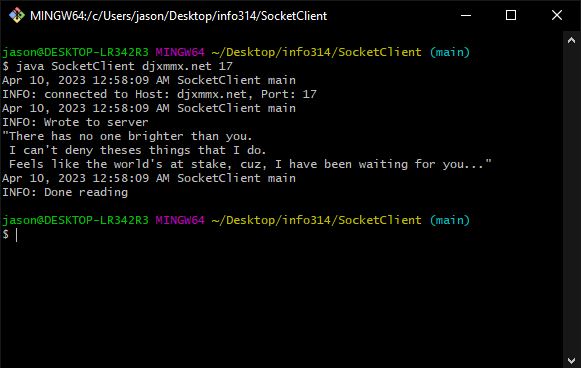 MINGW64:/c/Users/jason/Desktop/info314/SocketClient
jason@DESKTOP-LR342R3 MINGW64 ~/Desktop/info314/SocketClient (main)
$ java SocketClient djxmmx.net 17
Apr 10, 2023 12:58:09 AM SocketClient main
INFO: connected to Host: djxmmx.net, Port: 17
Apr 10, 2023 12:58:09 AM SocketClient main
INFO: Wrote to server
"There has no one brighter than you.
 I can't deny theses things that I do.
 Feels like the world's at stake, cuz, I have been waiting for you..."
Apr 10, 2023 12:58:09 AM SocketClient main
INFO: Done reading
jason@DESKTOP-LR342R3 MINGW64 ~/Desktop/info314/SocketClient (main)
$